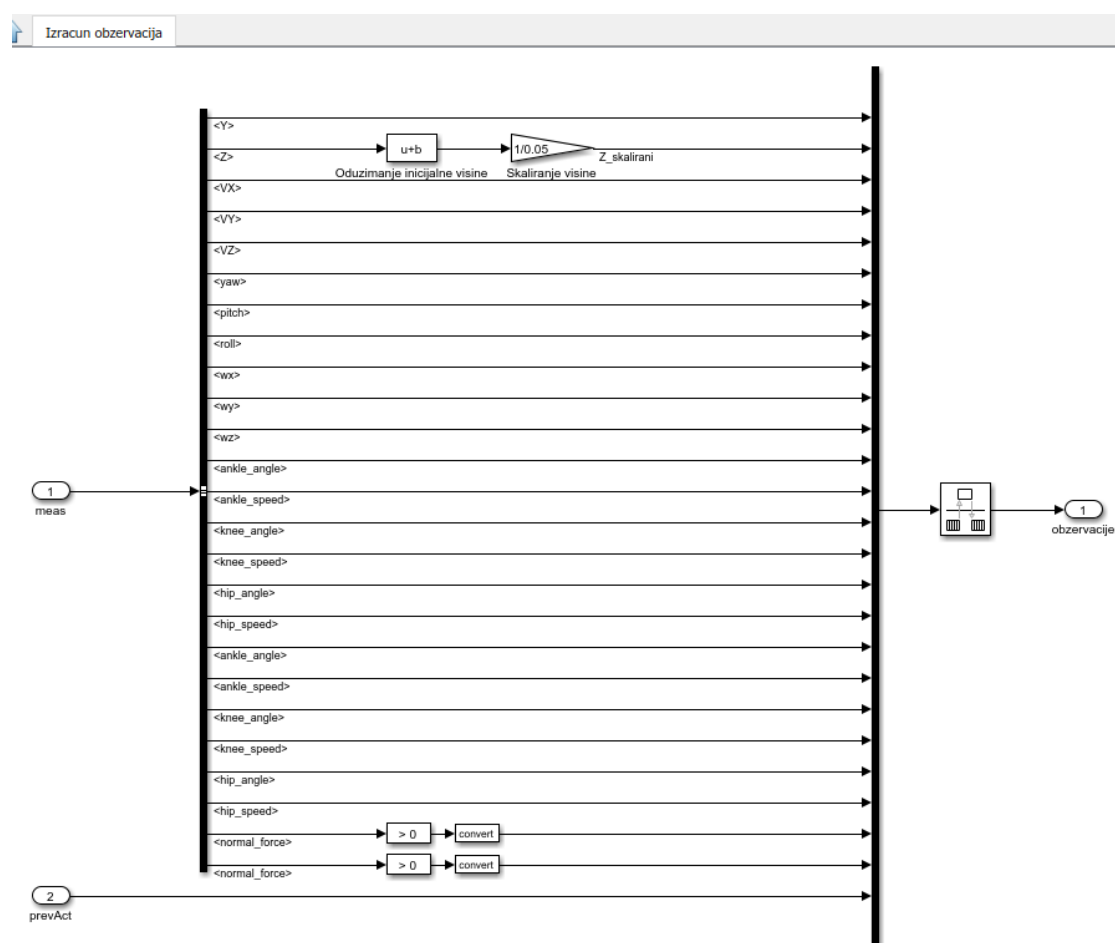 Izracun obzervacija
<Y>
u+b
1/0.05
<Z>
Z_skalirani
Oduzimanje inicijalne visine
Skaliranje visine
<VX>
<VY>
<VZ>
<yaw>
<pitch>
<roll>
<wx>
<wy>
<wz>
<ankle_angle>
1
meas
<ankle_speed>
<knee_angle>
1
obzervacije
<knee_speed>
<hip_angle>
<hip_speed>
<ankle_angle>
<ankle_speed>
<knee_angle>
<knee_speed>
<hip_angle>
<hip_speed>
> 0
convert
<normal_force>
> 0
convert
<normal_force>
2
prevAct